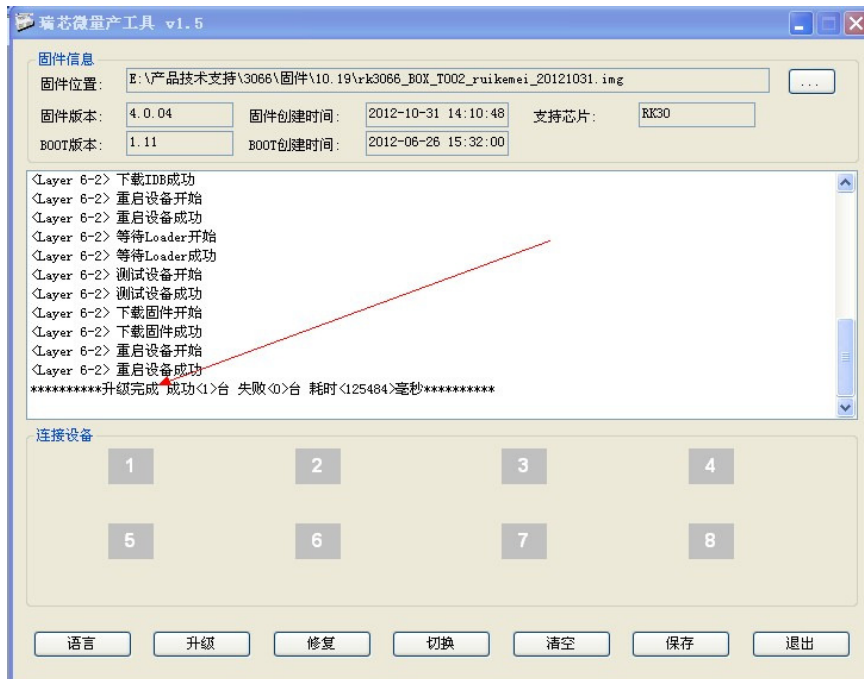 瑞芯微量产工具 v1.5
固件信息
固件位置: E:\产品技术支持\3066\固件\10.19\rk3066_BOX_T002_ruikemei_20121031.img ...
固件版本: 4.0.04 固件创建时间: 2012-10-31 14:10:48 支持芯片: RK30
BOOT版本: 1.11 BOOT创建时间: 2012-06-26 15:32:00
<Layer 6-2> 下载IDB成功
<Layer 6-2> 重启设备开始
<Layer 6-2> 重启设备成功
<Layer 6-2> 等待Loader开始
<Layer 6-2> 等待Loader成功
<Layer 6-2> 测试设备开始
<Layer 6-2> 测试设备成功
<Layer 6-2> 下载固件开始
<Layer 6-2> 下载固件成功
<Layer 6-2> 重启设备开始
<Layer 6-2> 重启设备成功
**********升级完成 成功<1>台 失败<0>台 耗时<125484>毫秒**********
连接设备
1 2 3 4
5 6 7 8
语言 升级 修复 切换 清空 保存 退出